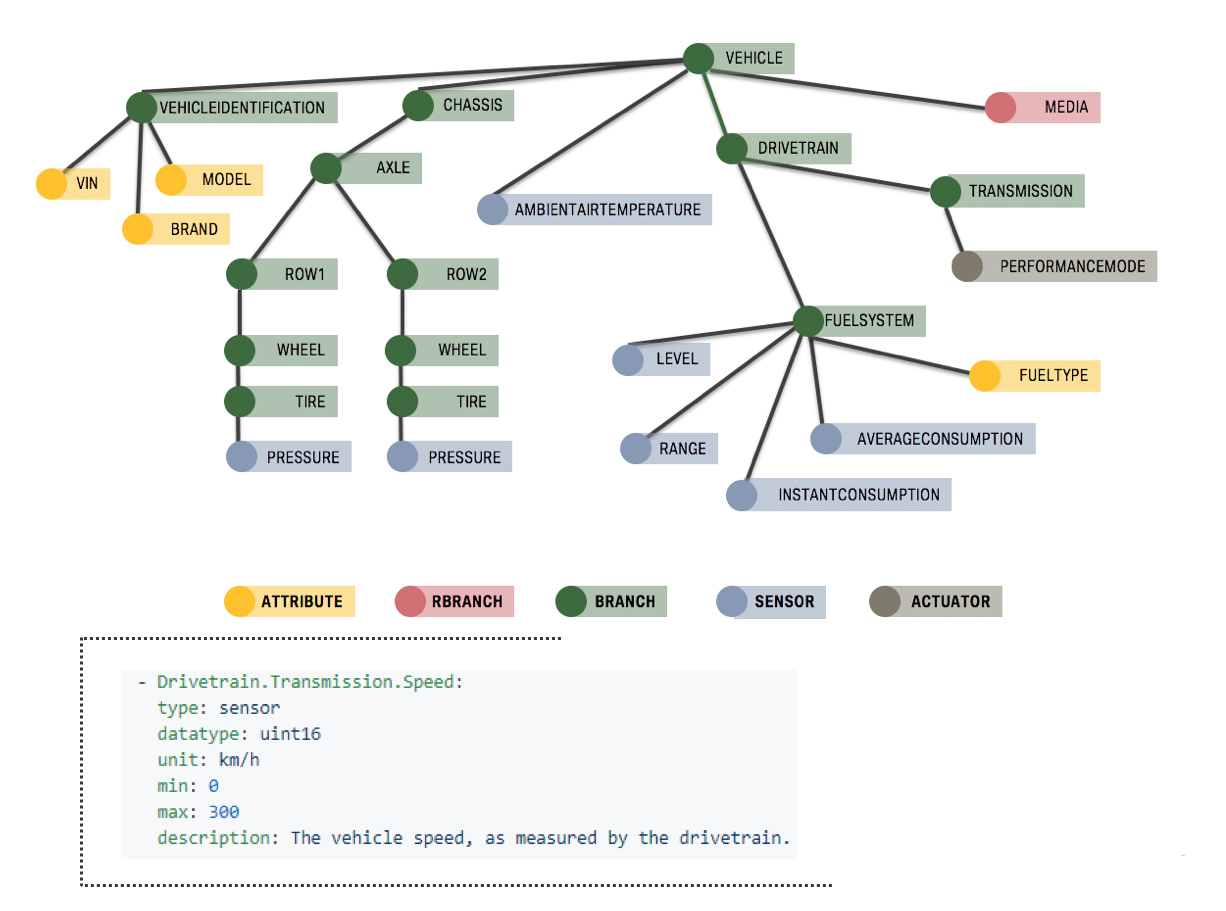 VEHICLE
VEHICLEIDENTIFICATION
CHASSIS
MEDIA
DRIVETRAIN
AXLE
VIN
MODEL
TRANSMISSION
AMBIENTAIRTEMPERATURE
BRAND
ROW1
ROW2
PERFORMANCEMODE
FUELSYSTEM
WHEEL
WHEEL
LEVEL
FUELTYPE
TIRE
TIRE
AVERAGECONSUMPTION
RANGE
PRESSURE
PRESSURE
INSTANTCONSUMPTION
ATTRIBUTE
RBRANCH
BRANCH
SENSOR
ACTUATOR
- Drivetrain.Transmission.Speed:
type: sensor
datatype: uint16
unit: km/h
min: 0
max: 300
description: The vehicle speed, as measured by the drivetrain.